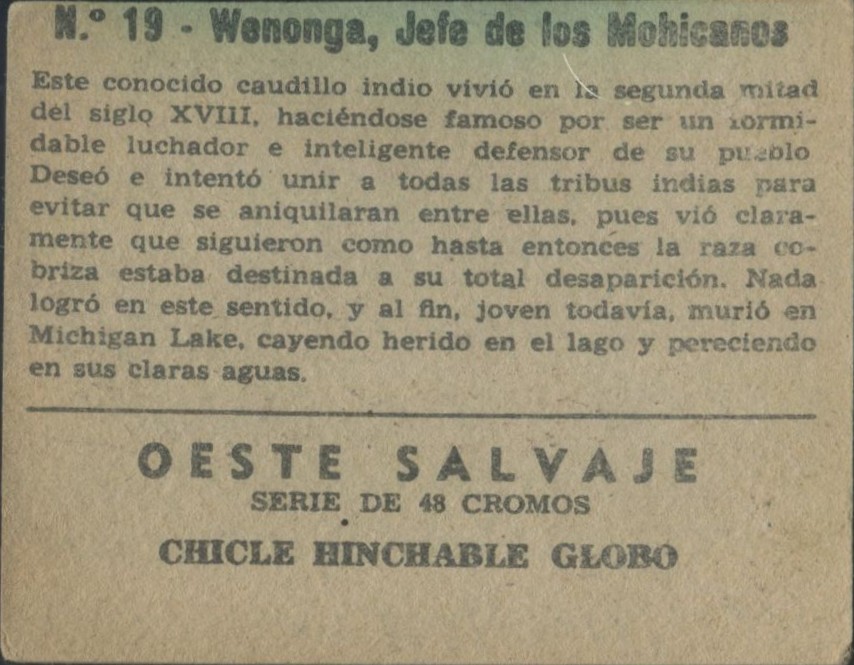 N.º 19 - Wenonga, Jefe de los Mohicanos
Este conocido caudillo indio vivió en la segunda mitad
del siglo XVIII, haciéndose famoso por ser un formi-
dable luchador e inteligente defensor de su pueblo
Deseó e intentó unir a todas las tribus indias para
evitar que se aniquilaran entre ellas, pues vió clara-
mente que siguieron como hasta entonces la raza co-
briza estaba destinada a su total desaparición. Nada
logró en este sentido, y al fin, joven todavía, murió en
Michigan Lake, cayendo herido en el lago y pereciendo
en sus claras aguas.
OESTE SALVAJE
SERIE DE 48 CROMOS
CHICLE HINCHABLE GLOBO